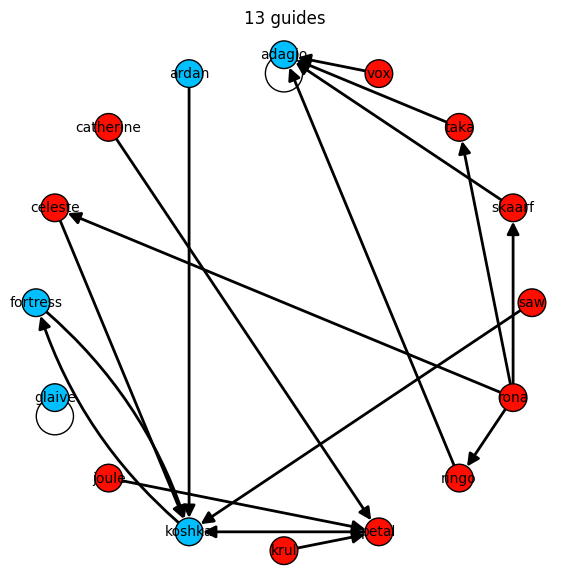 13 guides
adagio
ardan
vox
catherine
taka
celeste
skaarf
fortress
saw
glaive
rona
joule
ringo
koshka
petal
krul